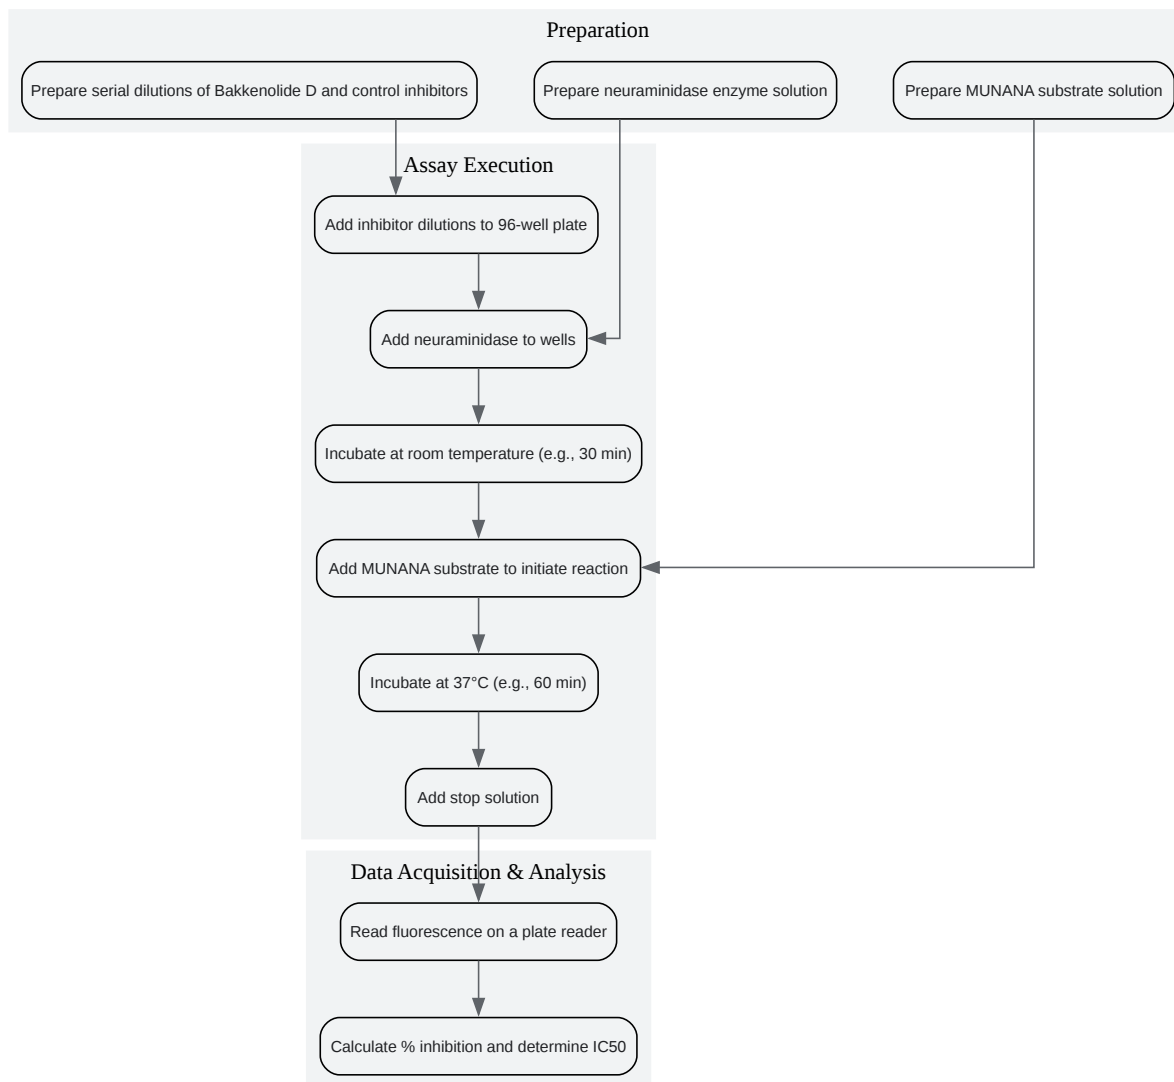 Preparation
Prepare serial dilutions of Bakkenolide D and control inhibitors
Prepare neuraminidase enzyme solution
Prepare MUNANA substrate solution
Assay Execution
Add inhibitor dilutions to 96-well plate
Add neuraminidase to wells
Incubate at room temperature (e.g., 30 min)
Add MUNANA substrate to initiate reaction
Incubate at 37°C (e.g., 60 min)
Add stop solution
Data Acquisition & Analysis
Read fluorescence on a plate reader
Calculate % inhibition and determine IC50